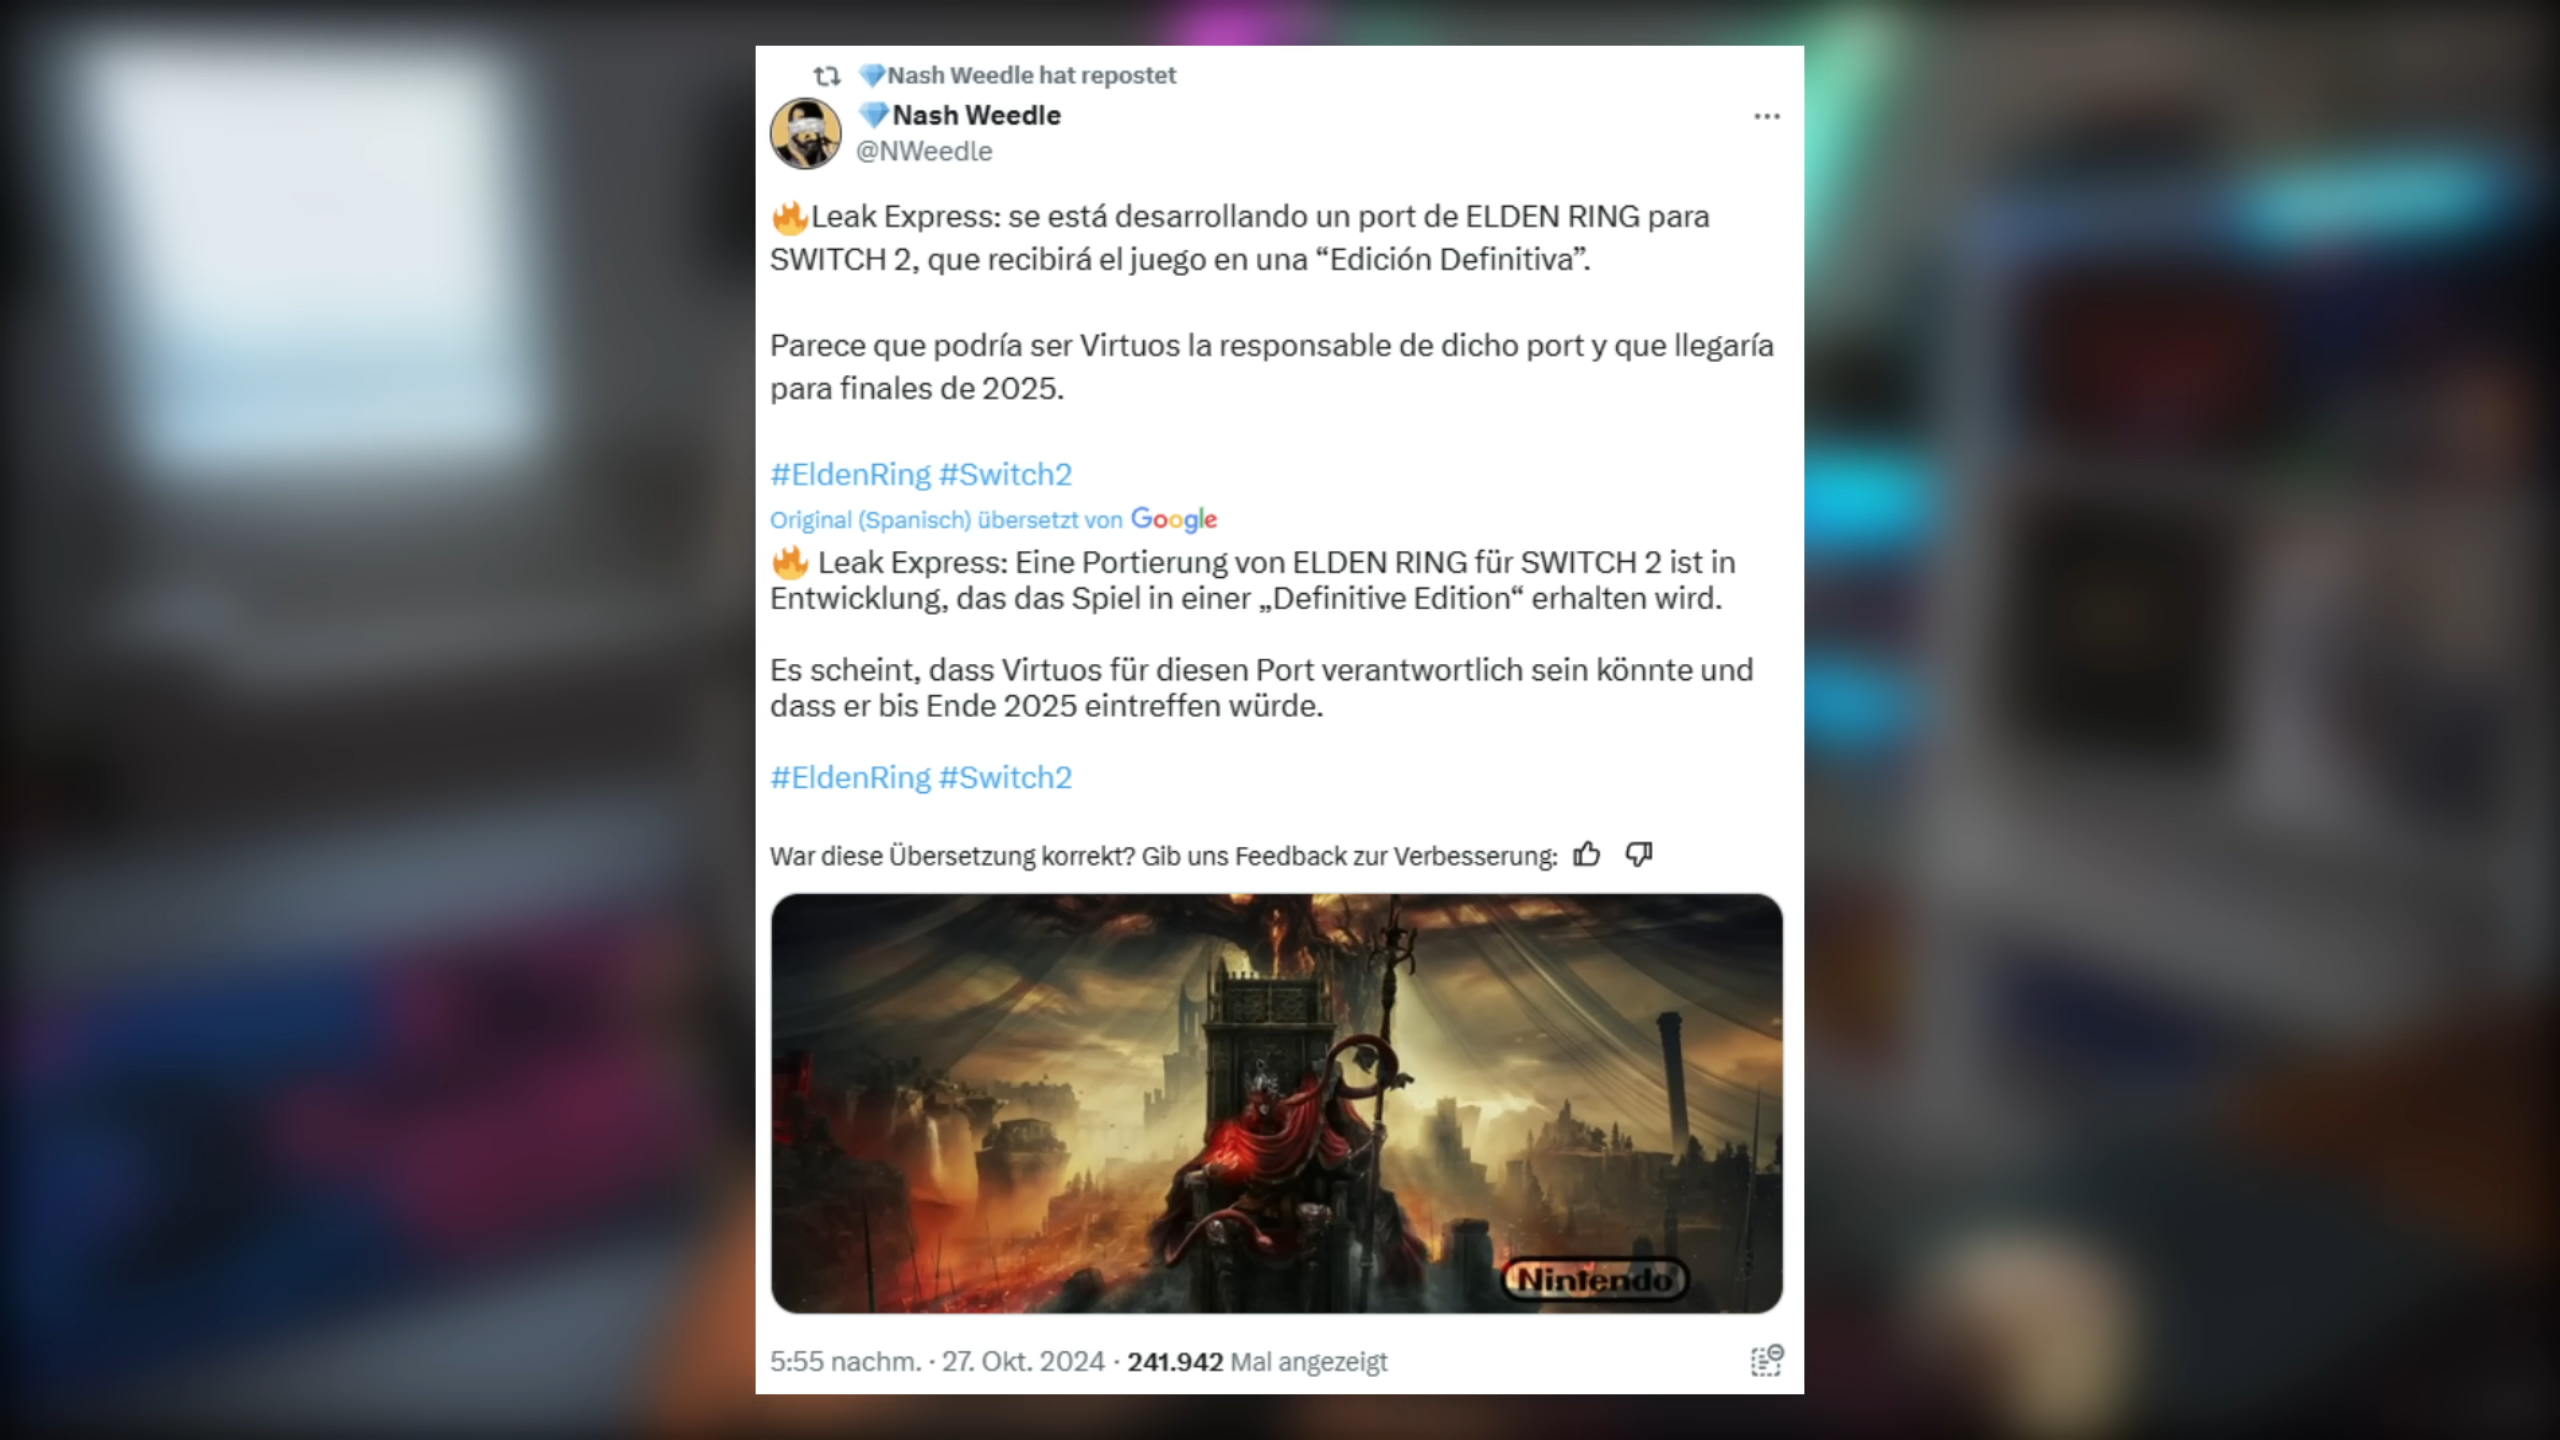 Nash Weedle hat repostet
Nash Weedle
@NWeedle
Leak Express: se está desarrollando un port de ELDEN RING para
SWITCH 2, que recibirá el juego en una “Edición Definitiva”.
Parece que podría ser Virtuos la responsable de dicho port y que llegaría
para finales de 2025.
#EldenRing #Switch2
Original (Spanisch) übersetzt von Google
Leak Express: Eine Portierung von ELDEN RING für SWITCH 2 ist in
Entwicklung, das das Spiel in einer „Definitive Edition“ erhalten wird.
Es scheint, dass Virtuos für diesen Port verantwortlich sein könnte und
dass er bis Ende 2025 eintreffen würde.
#EldenRing #Switch2
War diese Übersetzung korrekt? Gib uns Feedback zur Verbesserung:
Nintendo
5:55 nachm. · 27. Okt. 2024 · 241.942 Mal angezeigt